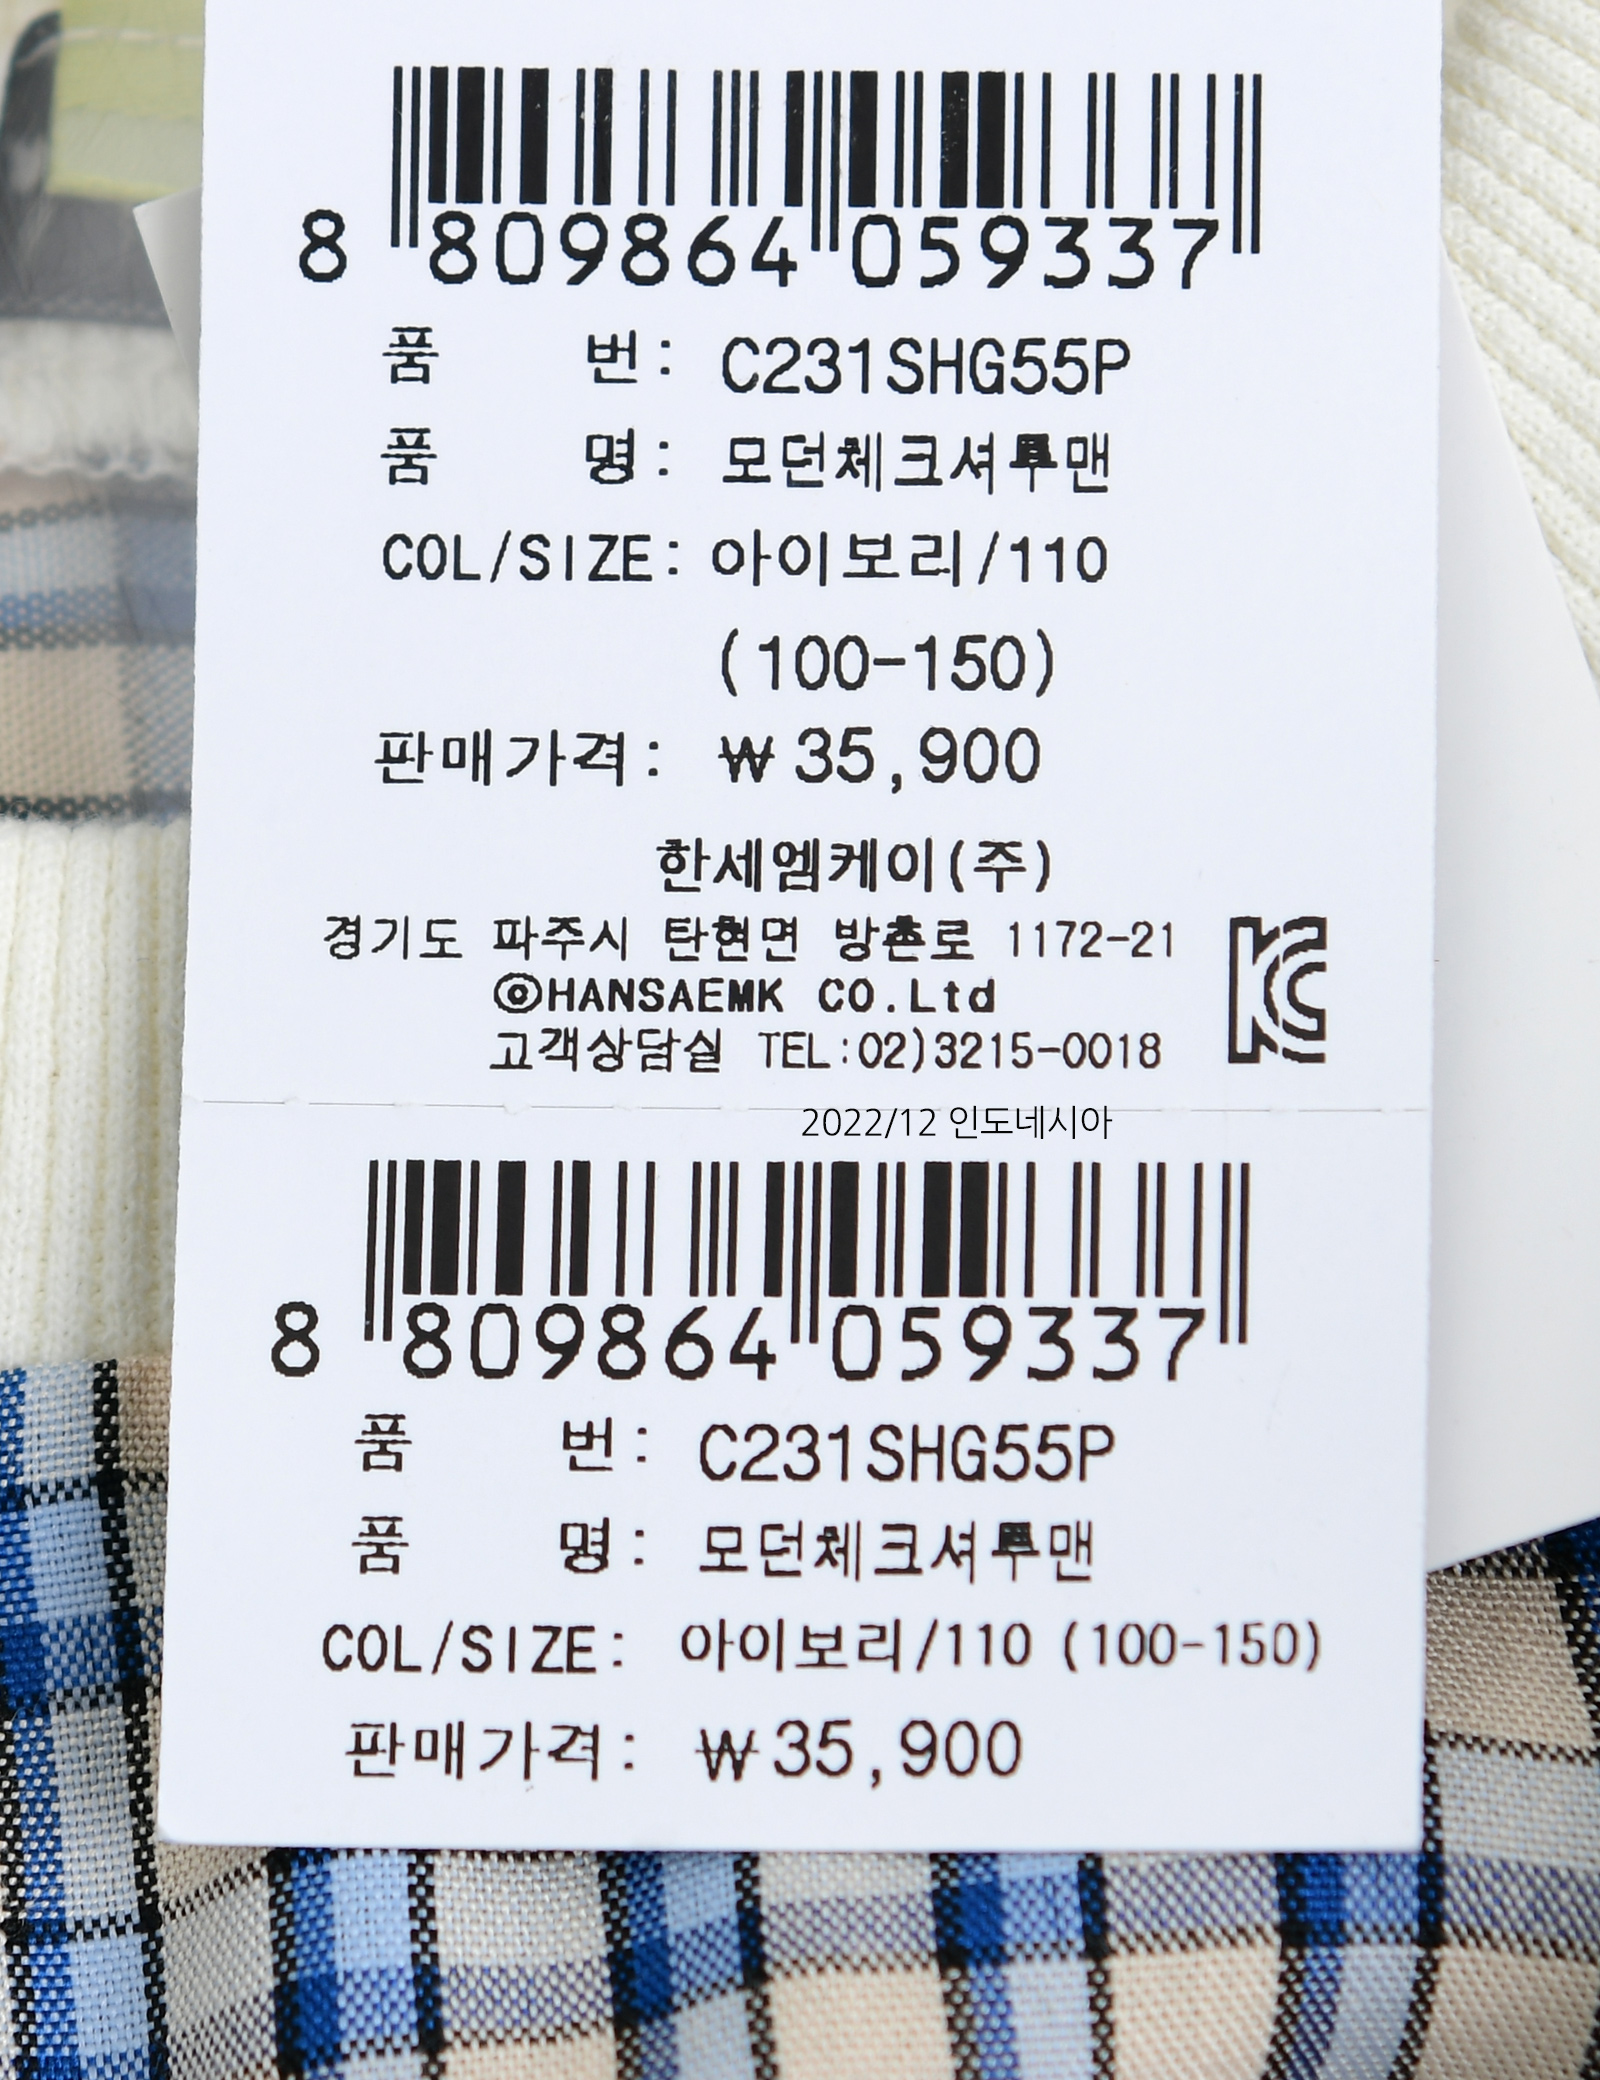 8 809864 059337
품 번: C231SHG55P
품 명: 모던체크셔투맨
COL/SIZE: 아이보리/110
(100-150)
판매가격: ₩35,900
한세엠케이(주)
경기도 파주시 탄현면 방촌로 1172-21
◎HANSAEMK CO.Ltd
고객상담실 TEL:02)3215-0018
KC
2022/12 인도네시아
8 809864 059337
품 번: C231SHG55P
품 명: 모던체크셔투맨
COL/SIZE: 아이보리/110 (100-150)
판매가격: ₩35,900